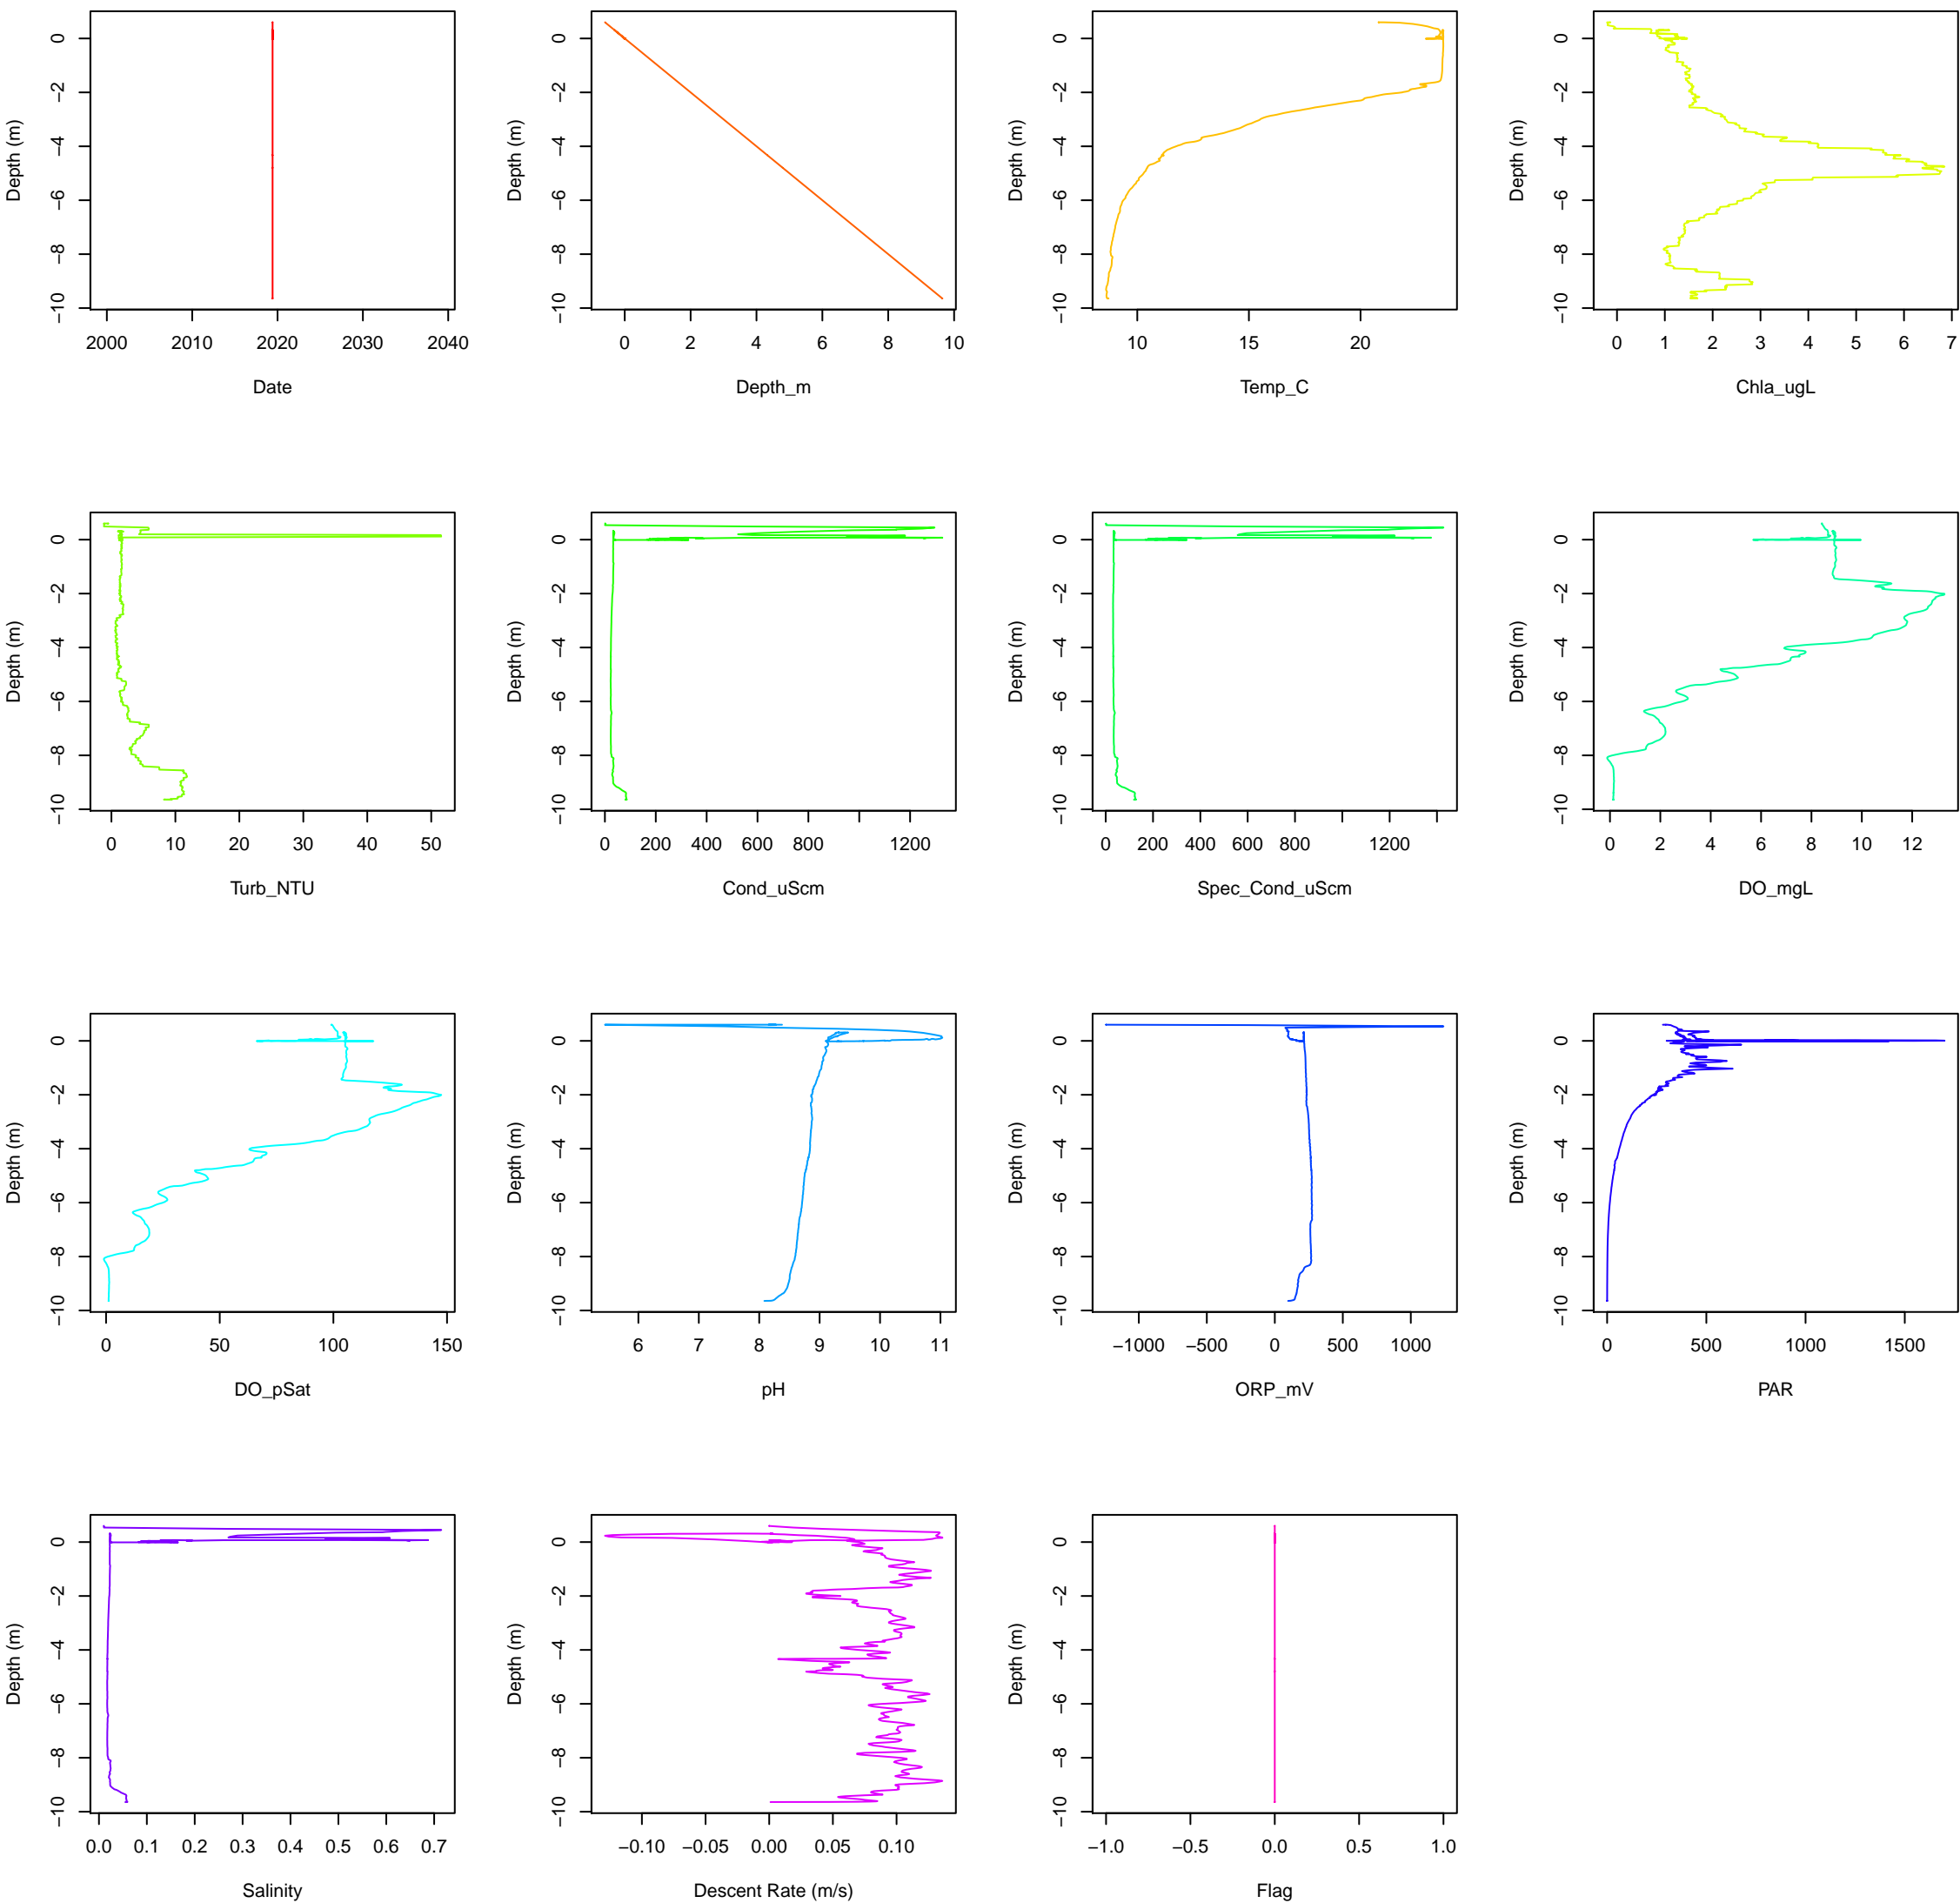 Depth (m)
0
−2
−4
−6
−8
−10
2000 2010 2020 2030 2040
Date
Depth (m)
0
−2
−4
−6
−8
−10
0 2 4 6 8 10
Depth_m
Depth (m)
0
−2
−4
−6
−8
−10
10 15 20
Temp_C
Depth (m)
0
−2
−4
−6
−8
−10
0 1 2 3 4 5 6 7
Chla_ugL
Depth (m)
0
−2
−4
−6
−8
−10
0 10 20 30 40 50
Turb_NTU
Depth (m)
0
−2
−4
−6
−8
−10
0 200 400 600 800 1200
Cond_uScm
Depth (m)
0
−2
−4
−6
−8
−10
0 200 400 600 800 1200
Spec_Cond_uScm
Depth (m)
0
−2
−4
−6
−8
−10
0 2 4 6 8 10 12
DO_mgL
Depth (m)
0
−2
−4
−6
−8
−10
0 50 100 150
DO_pSat
Depth (m)
0
−2
−4
−6
−8
−10
6 7 8 9 10 11
pH
Depth (m)
0
−2
−4
−6
−8
−10
−1000 −500 0 500 1000
ORP_mV
Depth (m)
0
−2
−4
−6
−8
−10
0 500 1000 1500
PAR
Depth (m)
0
−2
−4
−6
−8
−10
0.0 0.1 0.2 0.3 0.4 0.5 0.6 0.7
Salinity
Depth (m)
0
−2
−4
−6
−8
−10
−0.10 −0.05 0.00 0.05 0.10
Descent Rate (m/s)
Depth (m)
0
−2
−4
−6
−8
−10
−1.0 −0.5 0.0 0.5 1.0
Flag